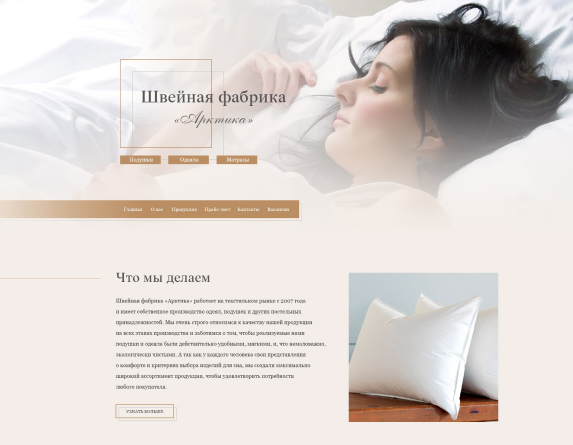 Швейная фабрика
«Арктика»
Подушки Одеяла Матрасы
Главная О нас Продукция Прайс-лист Контакты Вакансии
Что мы делаем
Швейная фабрика «Арктика» работает на текстильном рынке с 2007 года
и имеет собственное производство одеял, подушек и других постельных
принадлежностей. Мы очень строго относимся к качеству нашей продукции
на всех этапах производства и заботимся о том, чтобы реализуемые нами
подушки и одеяла были действительно удобными, мягкими, и, что немаловажно,
экологически чистыми. А так как у каждого человека свои представления
о комфорте и критериях выбора изделий для сна, мы создали максимально
широкий ассортимент продукции, чтобы удовлетворить потребности
любого покупателя.
УЗНАТЬ БОЛЬШЕ